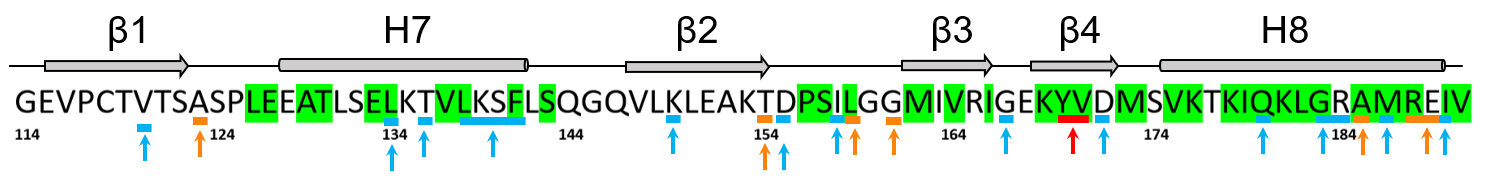 β1 H7 β2 β3 β4 H8
GEVPCTVTSASPLEEATLSELKTVLKSFLSQGQVLKLEAKTDPSILGGMIVRIGEKYVDMSVKTKIQKLGRAMREIV
114 124 134 144 154 164 174 184